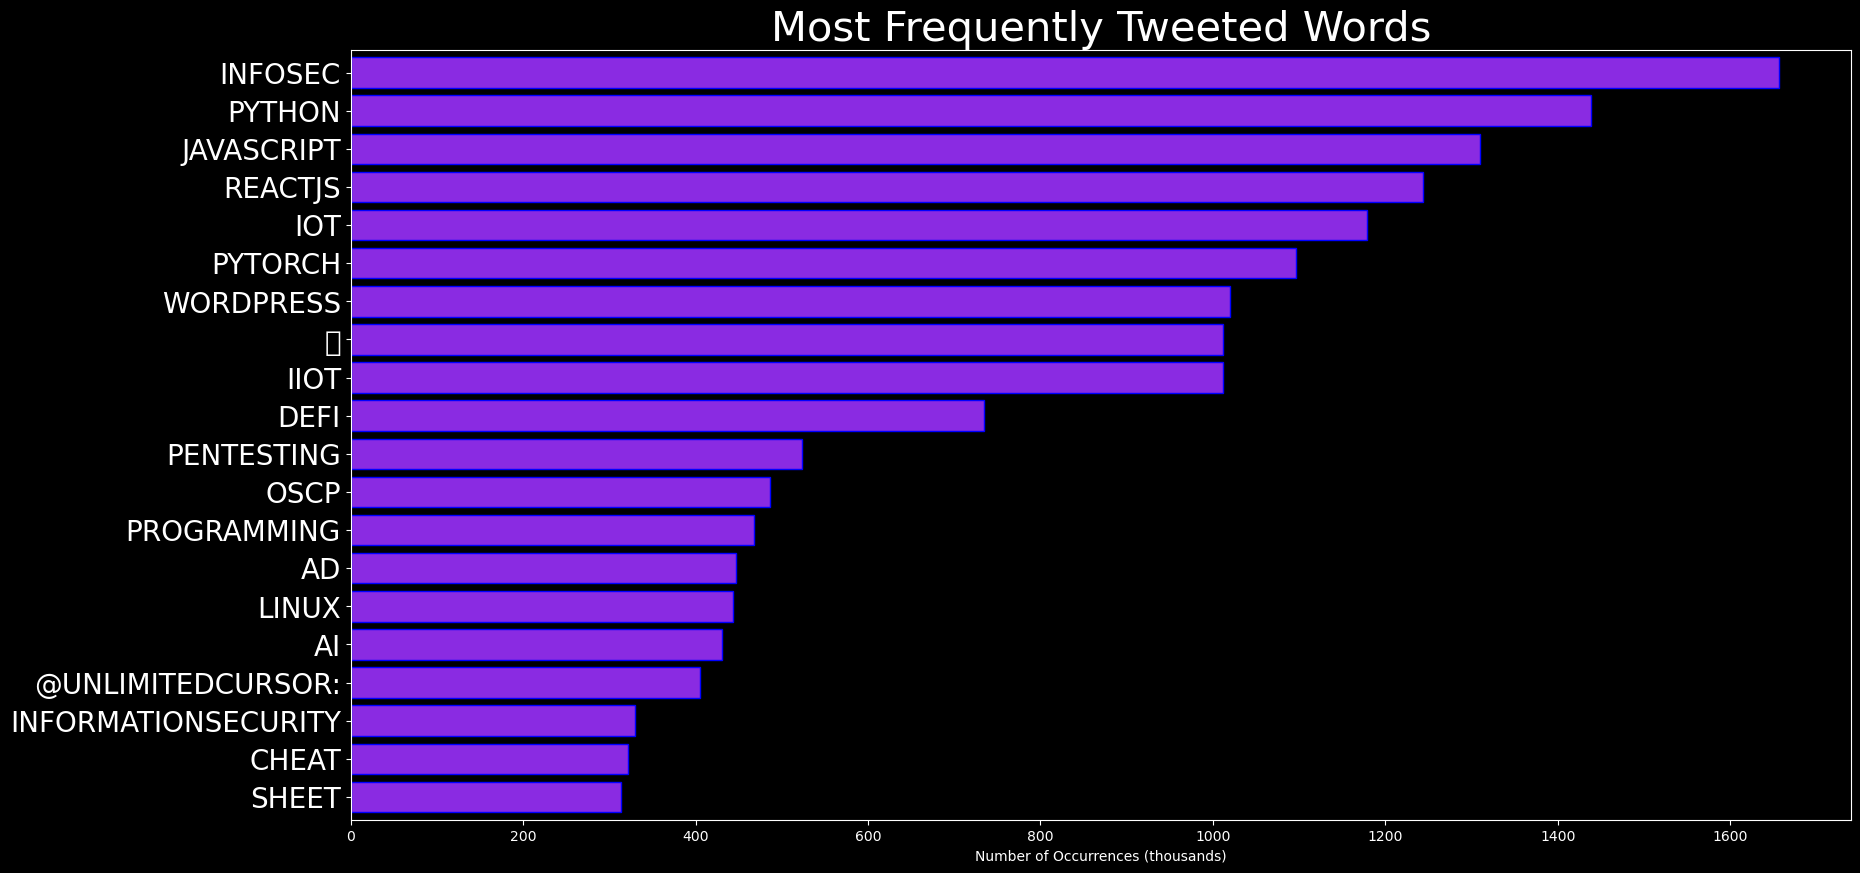 Most Frequently Tweeted Words
INFOSEC
PYTHON
JAVASCRIPT
REACTJS
IOT
PYTORCH
WORDPRESS
IIOT
DEFI
PENTESTING
OSCP
PROGRAMMING
AD
LINUX
AI
@UNLIMITEDCURSOR:
INFORMATIONSECURITY
CHEAT
SHEET
0 200 400 600 800 1000 1200 1400 1600
Number of Occurrences (thousands)